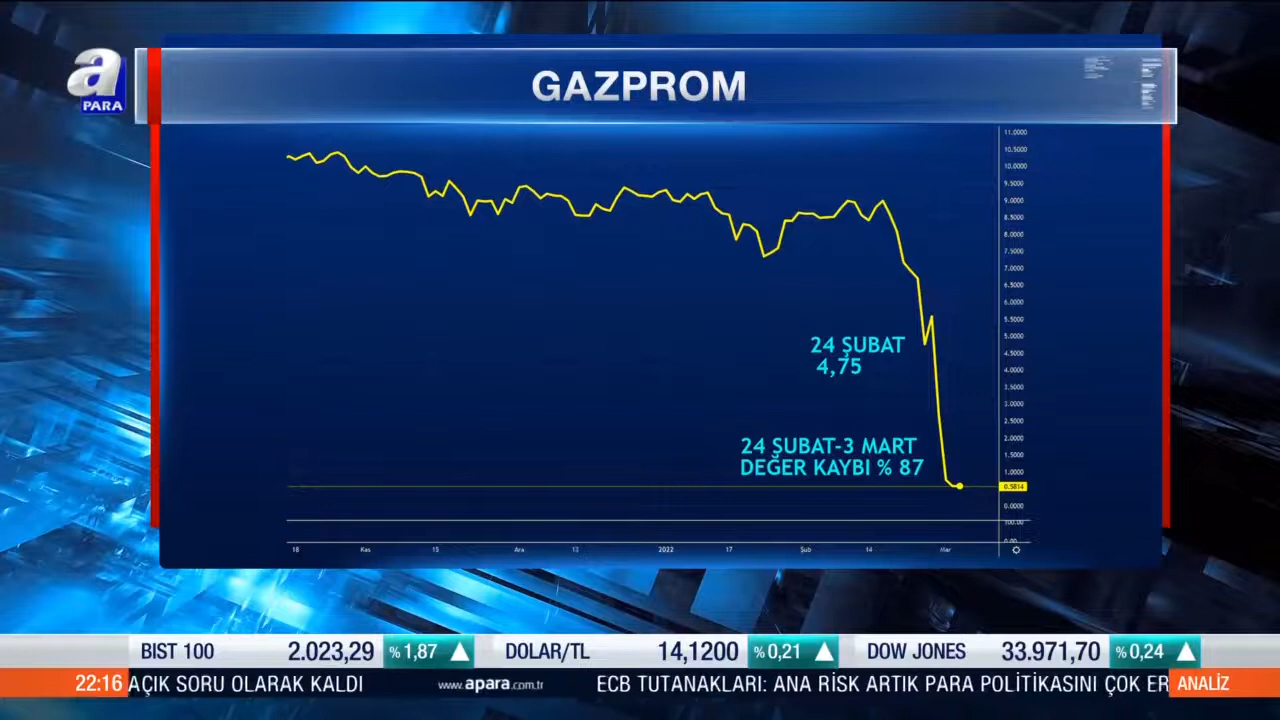 a
PARA
GAZPROM
11.0000
10.5000
10.0000
9.5000
9.0000
8.5000
8.0000
7.5000
7.0000
6.5000
6.0000
5.5000
5.0000
4.5000
4.0000
3.5000
3.0000
2.5000
2.0000
1.5000
1.0000
0.5814
0.0000
100.00
0.00
24 ŞUBAT
4,75
24 ŞUBAT-3 MART
DEĞER KAYBI % 87
18 Kas 15 Ara 13 2022 17 Şub 14 Mar
BIST 100 2.023,29 %1,87 DOLAR/TL 14,1200 %0,21 DOW JONES 33.971,70 %0,24
22:16 AÇIK SORU OLARAK KALDI www.apara.com.tr ECB TUTANAKLARI: ANA RİSK ARTIK PARA POLİTİKASINI ÇOK ER ANALİZ